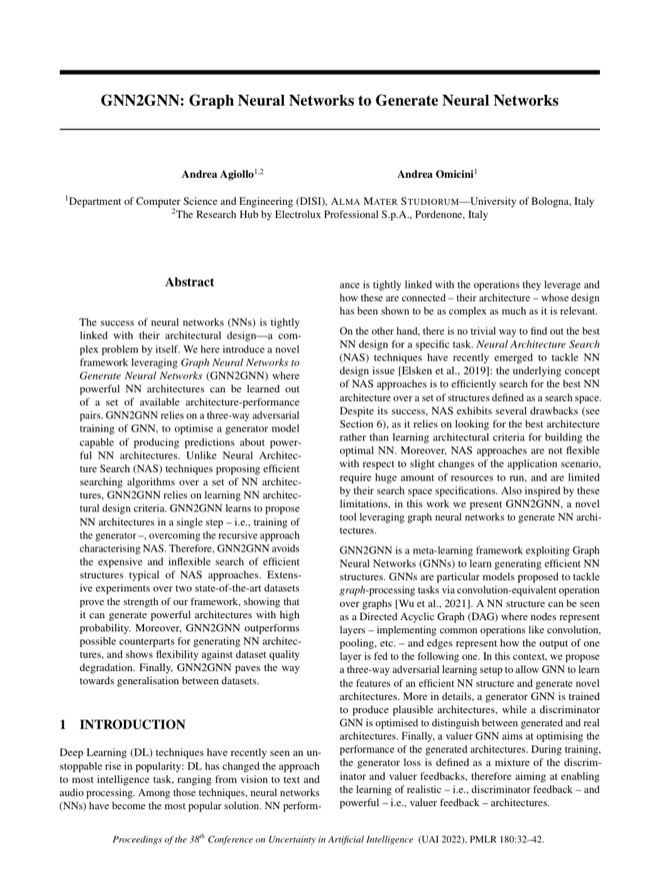 GNN2GNN: Graph Neural Networks to Generate Neural Networks
Andrea Agiollo1,2
Andrea Omicini1
1Department of Computer Science and Engineering (DISI), ALMA MATER STUDIORUM—University of Bologna, Italy
2The Research Hub by Electrolux Professional S.p.A., Pordenone, Italy
Abstract
The success of neural networks (NNs) is tightly
linked with their architectural design—a com-
plex problem by itself. We here introduce a novel
framework leveraging Graph Neural Networks to
Generate Neural Networks (GNN2GNN) where
powerful NN architectures can be learned out
of a set of available architecture-performance
pairs. GNN2GNN relies on a three-way adversarial
training of GNN, to optimise a generator model
capable of producing predictions about power-
ful NN architectures. Unlike Neural Architec-
ture Search (NAS) techniques proposing efficient
searching algorithms over a set of NN architec-
tures, GNN2GNN relies on learning NN architec-
tural design criteria. GNN2GNN learns to propose
NN architectures in a single step – i.e., training of
the generator –, overcoming the recursive approach
characterising NAS. Therefore, GNN2GNN avoids
the expensive and inflexible search of efficient
structures typical of NAS approaches. Exten-
sive experiments over two state-of-the-art datasets
prove the strength of our framework, showing that
it can generate powerful architectures with high
probability. Moreover, GNN2GNN outperforms
possible counterparts for generating NN architec-
tures, and shows flexibility against dataset quality
degradation. Finally, GNN2GNN paves the way
towards generalisation between datasets.
1 INTRODUCTION
Deep Learning (DL) techniques have recently seen an un-
stoppable rise in popularity: DL has changed the approach
to most intelligence task, ranging from vision to text and
audio processing. Among those techniques, neural networks
(NNs) have become the most popular solution. NN perform-
ance is tightly linked with the operations they leverage and
how these are connected – their architecture – whose design
has been shown to be as complex as much as it is relevant.
On the other hand, there is no trivial way to find out the best
NN design for a specific task. Neural Architecture Search
(NAS) techniques have recently emerged to tackle NN
design issue [Elsken et al., 2019]: the underlying concept
of NAS approaches is to efficiently search for the best NN
architecture over a set of structures defined as a search space.
Despite its success, NAS exhibits several drawbacks (see
Section 6), as it relies on looking for the best architecture
rather than learning architectural criteria for building the
optimal NN. Moreover, NAS approaches are not flexible
with respect to slight changes of the application scenario,
require huge amount of resources to run, and are limited
by their search space specifications. Also inspired by these
limitations, in this work we present GNN2GNN, a novel
tool leveraging graph neural networks to generate NN archi-
tectures.
GNN2GNN is a meta-learning framework exploiting Graph
Neural Networks (GNNs) to learn generating efficient NN
structures. GNNs are particular models proposed to tackle
graph-processing tasks via convolution-equivalent operation
over graphs [Wu et al., 2021]. A NN structure can be seen
as a Directed Acyclic Graph (DAG) where nodes represent
layers – implementing common operations like convolution,
pooling, etc. – and edges represent how the output of one
layer is fed to the following one. In this context, we propose
a three-way adversarial learning setup to allow GNN to learn
the features of an efficient NN structure and generate novel
architectures. More in details, a generator GNN is trained
to produce plausible architectures, while a discriminator
GNN is optimised to distinguish between generated and real
architectures. Finally, a valuer GNN aims at optimising the
performance of the generated architectures. During training,
the generator loss is defined as a mixture of the discrim-
inator and valuer feedbacks, therefore aiming at enabling
the learning of realistic – i.e., discriminator feedback – and
powerful – i.e., valuer feedback – architectures.
Proceedings of the 38th Conference on Uncertainty in Artificial Intelligence (UAI 2022), PMLR 180:32–42.